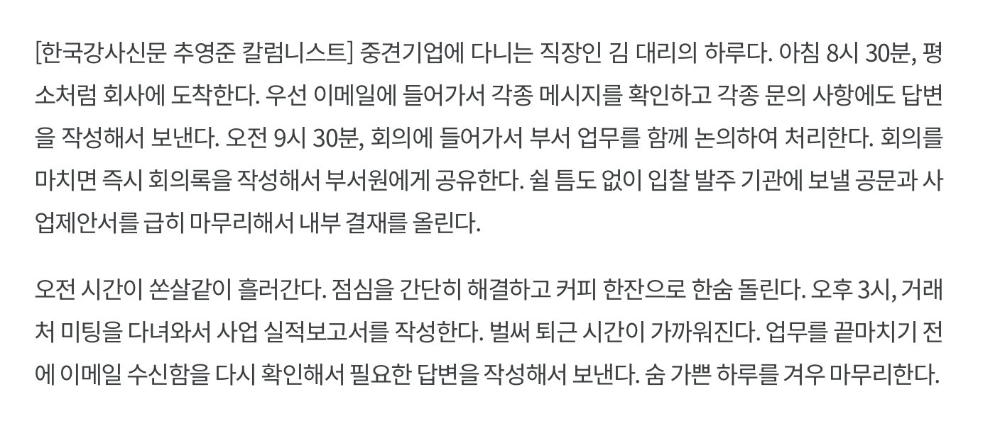 [한국강사신문 추영준 칼럼니스트] 중견기업에 다니는 직장인 김 대리의 하루다. 아침 8시 30분, 평
소처럼 회사에 도착한다. 우선 이메일에 들어가서 각종 메시지를 확인하고 각종 문의 사항에도 답변
을 작성해서 보낸다. 오전 9시 30분, 회의에 들어가서 부서 업무를 함께 논의하여 처리한다. 회의를
마치면 즉시 회의록을 작성해서 부서원에게 공유한다. 쉴 틈도 없이 입찰 발주 기관에 보낼 공문과 사
업제안서를 급히 마무리해서 내부 결재를 올린다.
오전 시간이 쏜살같이 흘러간다. 점심을 간단히 해결하고 커피 한잔으로 한숨 돌린다. 오후 3시, 거래
처 미팅을 다녀와서 사업 실적보고서를 작성한다. 벌써 퇴근 시간이 가까워진다. 업무를 끝마치기 전
에 이메일 수신함을 다시 확인해서 필요한 답변을 작성해서 보낸다. 숨 가쁜 하루를 겨우 마무리한다.